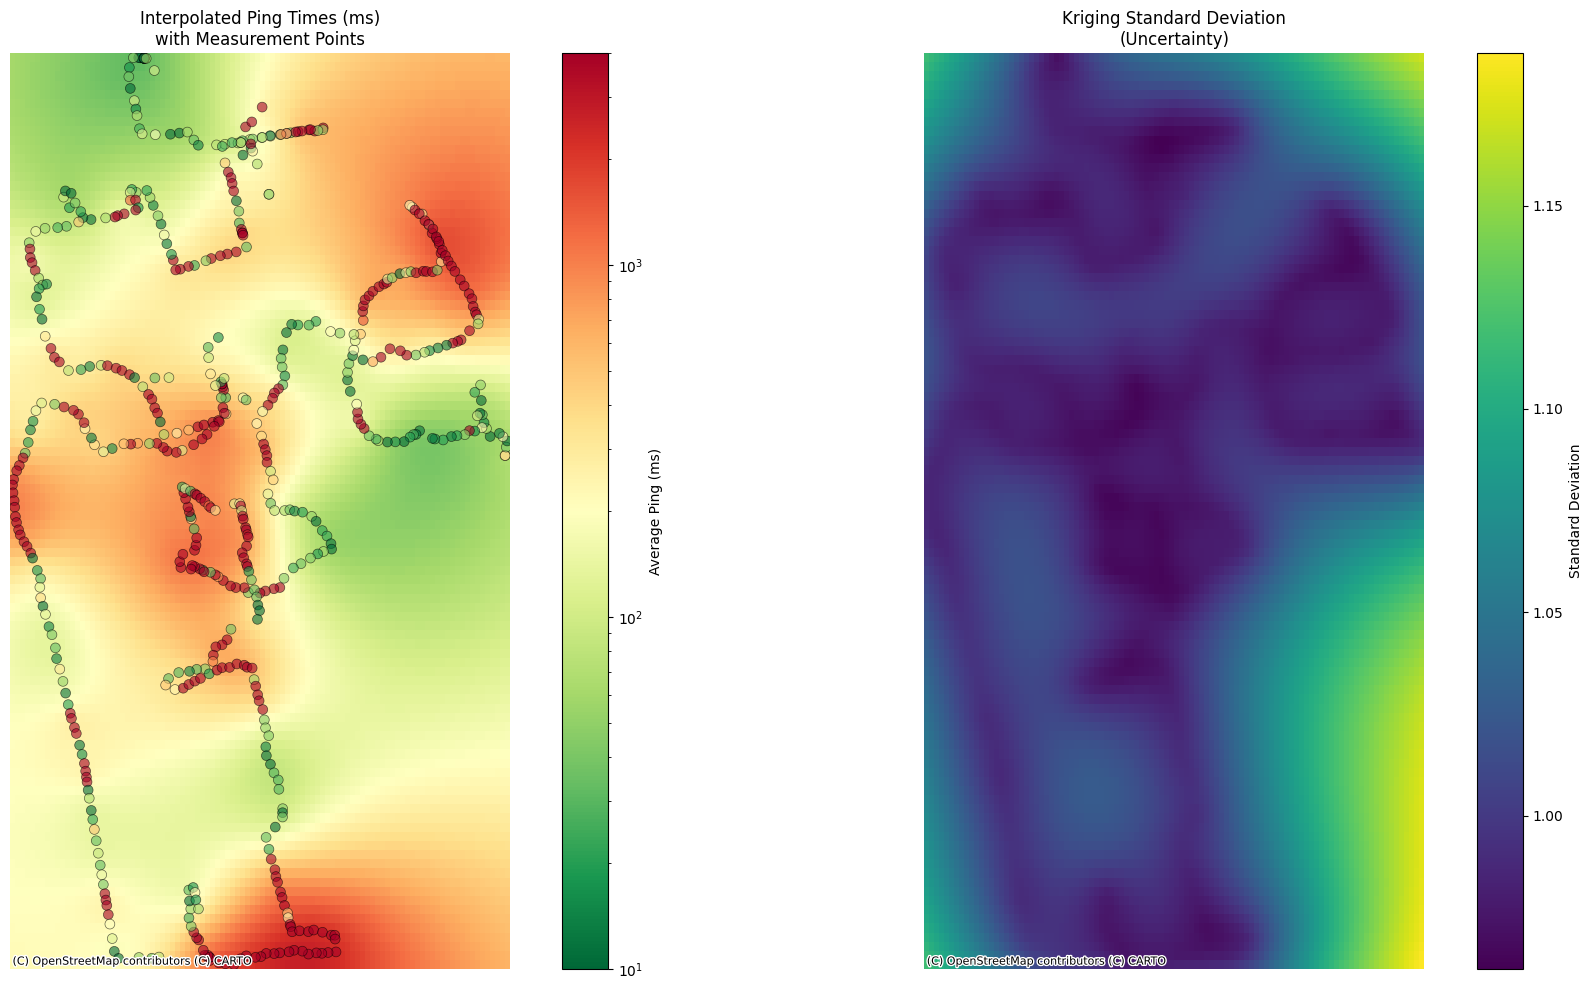 Interpolated Ping Times (ms)
with Measurement Points
10³
10²
10¹
Average Ping (ms)
(C) OpenStreetMap contributors (C) CARTO
Kriging Standard Deviation
(Uncertainty)
1.15
1.10
1.05
1.00
Standard Deviation
(C) OpenStreetMap contributors (C) CARTO